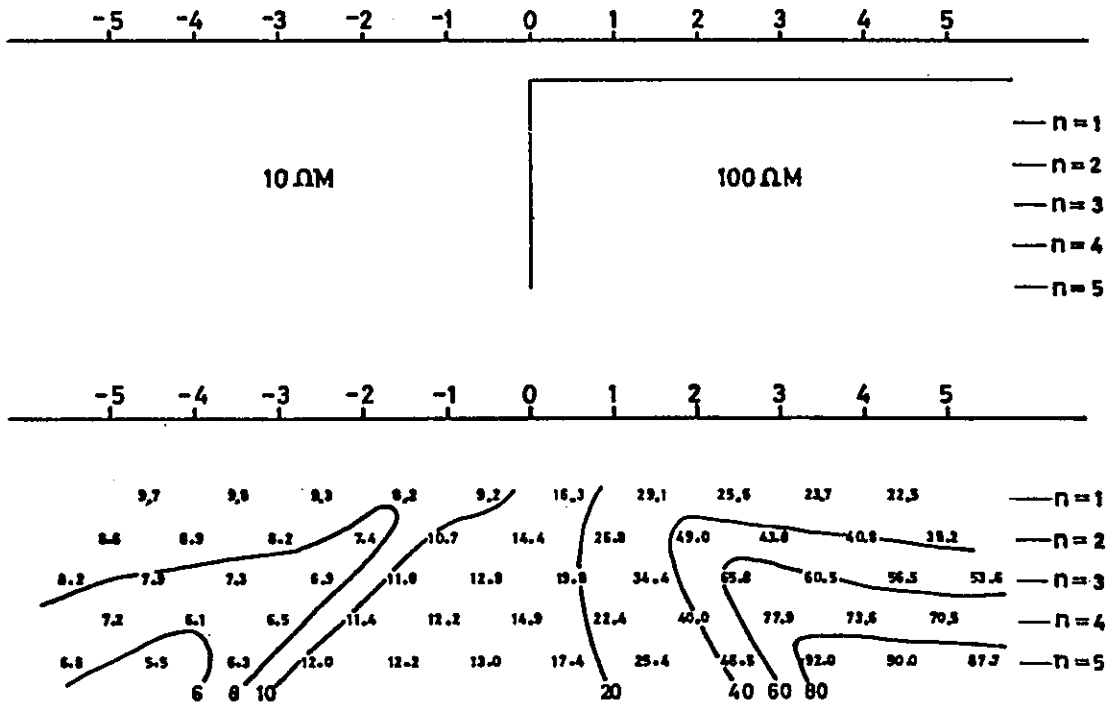 -5 -4 -3 -2 -1 0 1 2 3 4 5
n=1
10 ΩM 100 ΩM n=2
n=3
n=4
n=5
-5 -4 -3 -2 -1 0 1 2 3 4 5
9,7 9,3 9,2 16,3 29,1 25,6 23,7 22,3 n=1
8.6 8.9 8.2 7.4 10.7 14.4 26.8 49.0 43.8 40.8 38.2 n=2
8.2 7.3 6.9 11.8 12.8 19.8 34.4 65.8 60.5 56.5 53.6 n=3
7.2 6.1 6.5 11.4 12.2 14.9 22.4 40.0 77.9 73.6 70.5 n=4
6.8 5.5 6.3 12.0 12.2 13.0 17.4 25.4 46.5 92.0 90.0 87.7 n=5
6 8 10 20 40 60 80